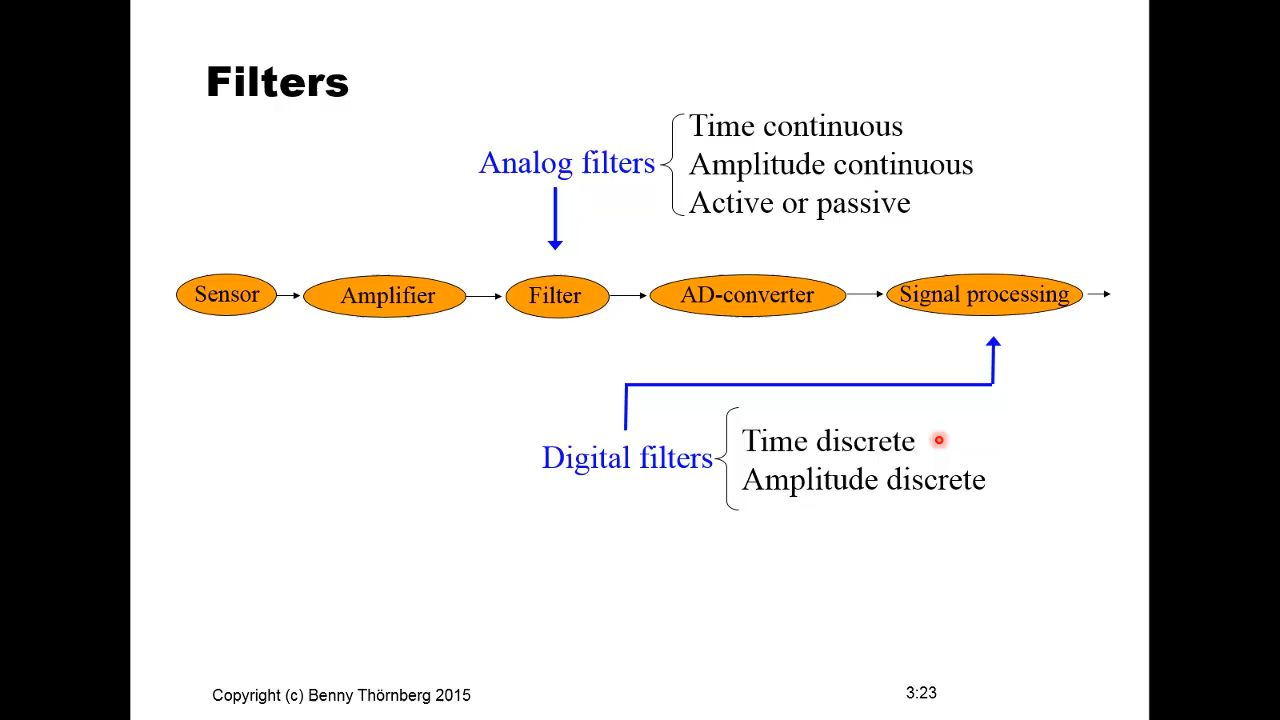 Filters
Analog filters
Time continuous
Amplitude continuous
Active or passive
Sensor
Amplifier
Filter
AD-converter
Signal processing
Digital filters
Time discrete
Amplitude discrete
Copyright (c) Benny Thörnberg 2015
3:23